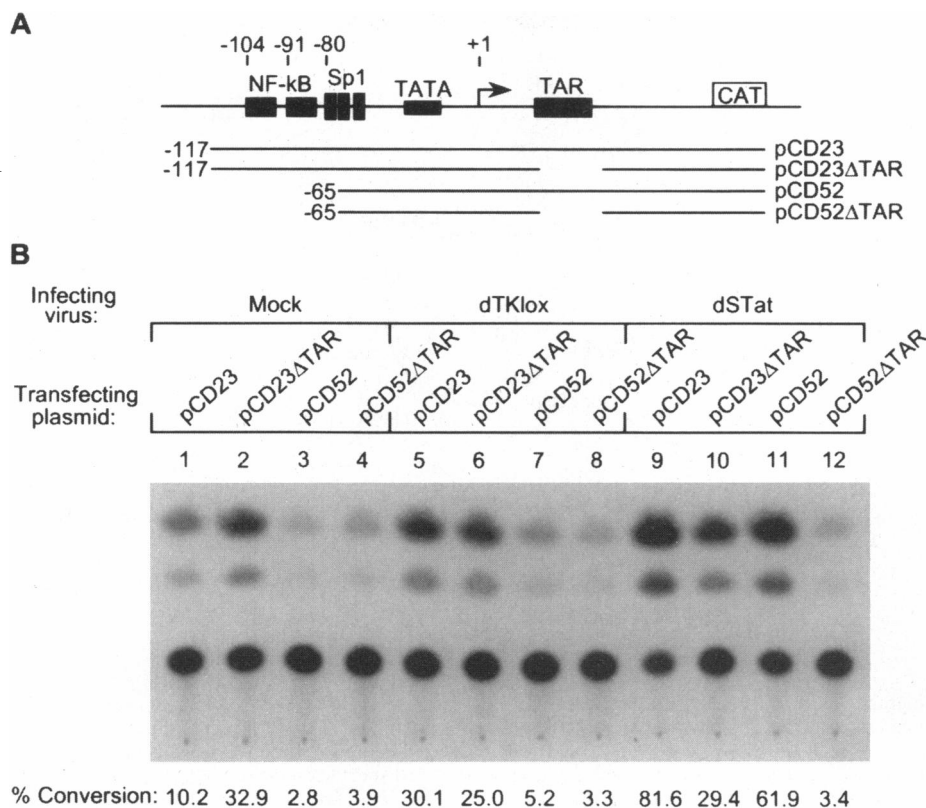 A
-104 -91 -80 +1
NF-kB Sp1 TATA TAR CAT
-117 pCD23
-117 pCD23ΔTAR
-65 pCD52
-65 pCD52ΔTAR
B
Infecting virus: Mock dTKlox dSTat
Transfecting plasmid: pCD23 pCD23ΔTAR pCD52 pCD52ΔTAR pCD23 pCD23ΔTAR pCD52 pCD52ΔTAR pCD23 pCD23ΔTAR pCD52 pCD52ΔTAR
1 2 3 4 5 6 7 8 9 10 11 12
% Conversion: 10.2 32.9 2.8 3.9 30.1 25.0 5.2 3.3 81.6 29.4 61.9 3.4